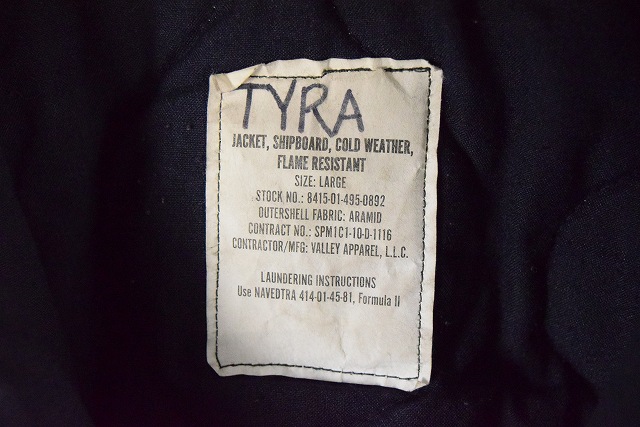 TYRA
JACKET, SHIPBOARD, COLD WEATHER,
FLAME RESISTANT
SIZE: LARGE
STOCK NO.: 8415-01-495-0892
OUTERSHELL FABRIC: ARAMID
CONTRACT NO.: SPM1C1-10-D-1116
CONTRACTOR/MFG: VALLEY APPAREL, L.L.C.
LAUNDERING INSTRUCTIONS
Use NAVEDTRA 414-01-45-81, Formula II